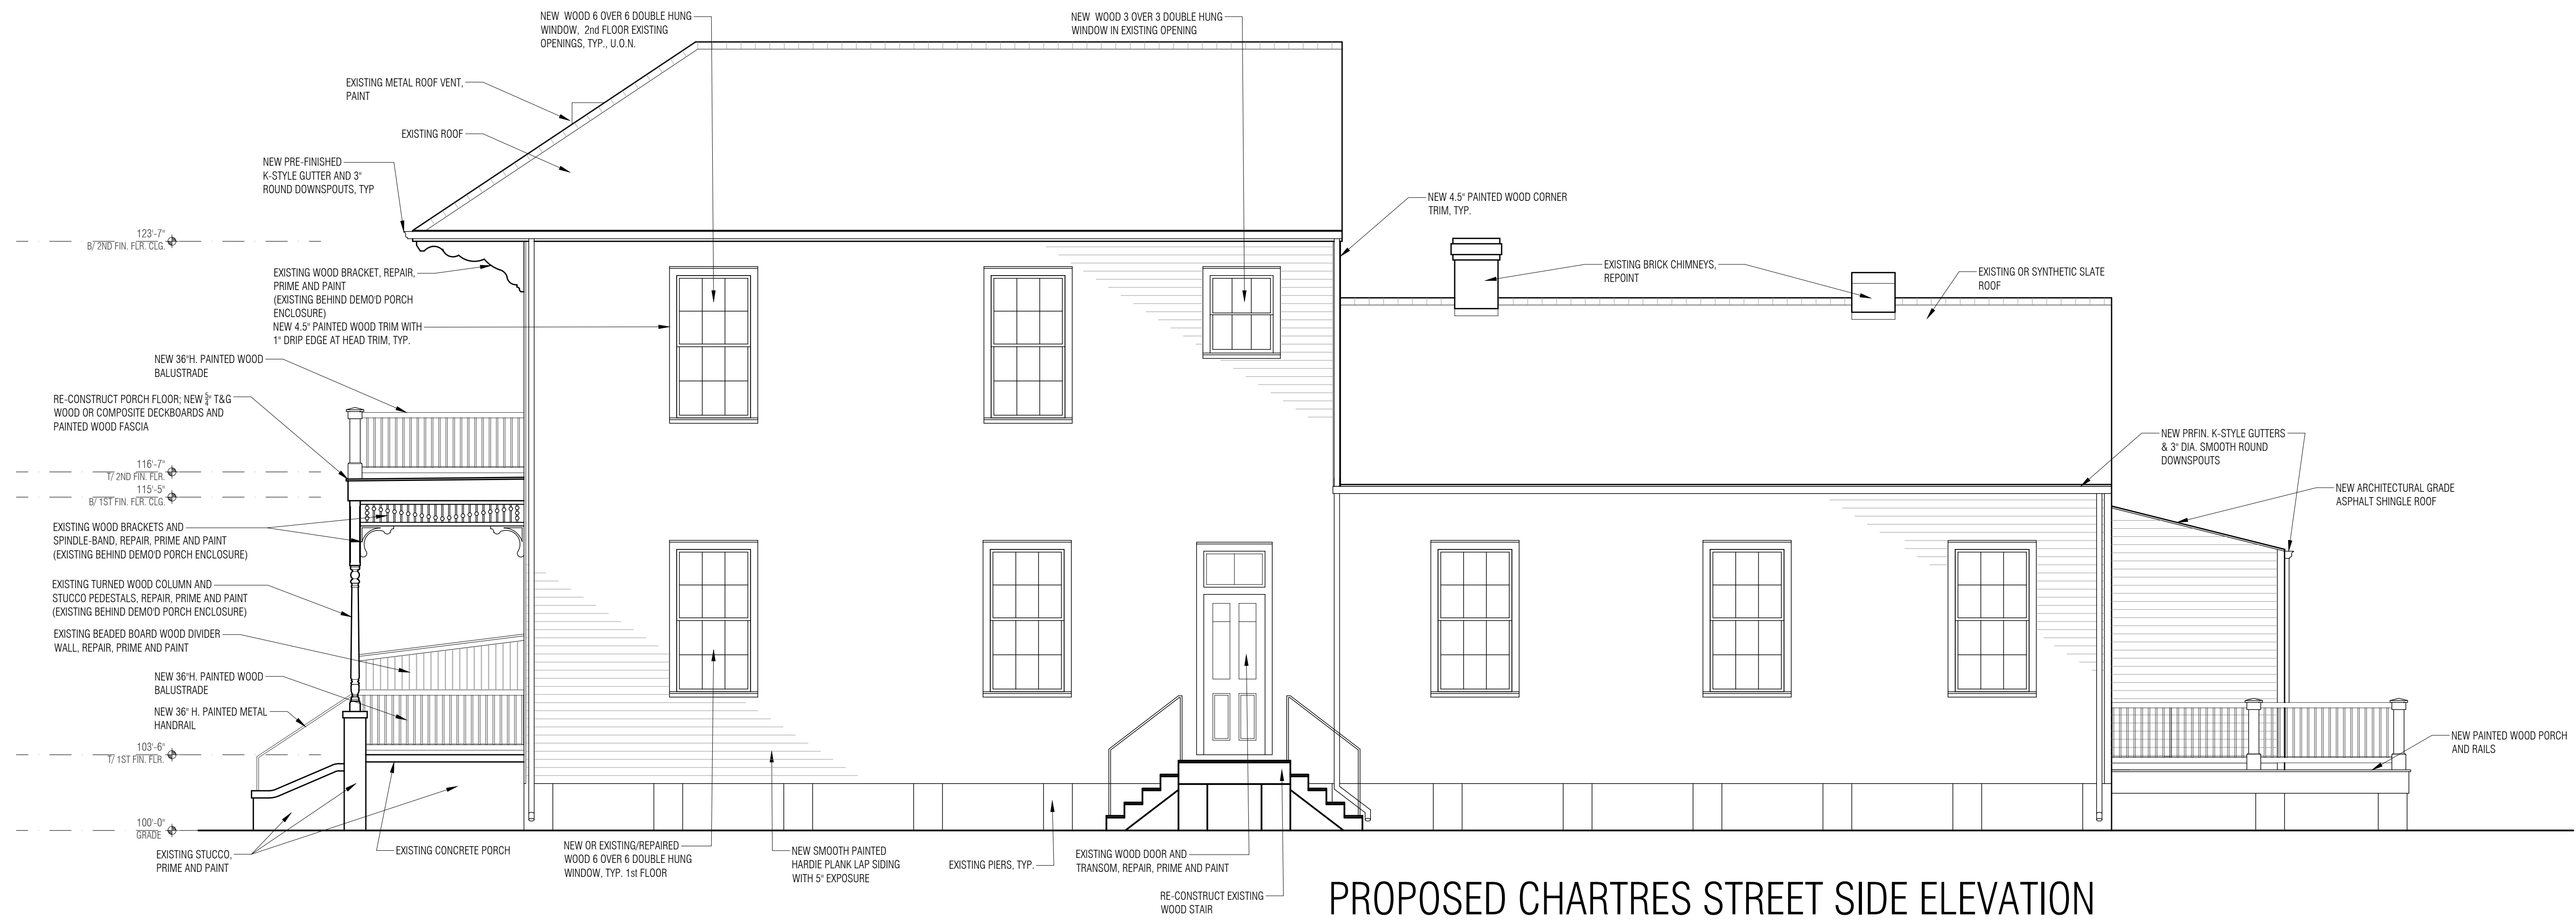 NEW WOOD 6 OVER 6 DOUBLE HUNG
WINDOW, 2nd FLOOR EXISTING
OPENINGS, TYP., U.O.N.
NEW WOOD 3 OVER 3 DOUBLE HUNG
WINDOW IN EXISTING OPENING
EXISTING METAL ROOF VENT,
PAINT
EXISTING ROOF
NEW PRE-FINISHED
K-STYLE GUTTER AND 3"
ROUND DOWNSPOUTS, TYP
NEW 4.5" PAINTED WOOD CORNER
TRIM, TYP.
123'-7"
B/ 2ND FIN. FLR. CLG.
EXISTING WOOD BRACKET, REPAIR,
PRIME AND PAINT
(EXISTING BEHIND DEMO'D PORCH
ENCLOSURE)
NEW 4.5" PAINTED WOOD TRIM WITH
1" DRIP EDGE AT HEAD TRIM, TYP.
EXISTING BRICK CHIMNEYS,
REPOINT
EXISTING OR SYNTHETIC SLATE
ROOF
NEW 36"H. PAINTED WOOD
BALUSTRADE
RE-CONSTRUCT PORCH FLOOR; NEW 5/4" T&G
WOOD OR COMPOSITE DECKBOARDS AND
PAINTED WOOD FASCIA
NEW PRFIN. K-STYLE GUTTERS
& 3" DIA. SMOOTH ROUND
DOWNSPOUTS
116'-7"
T/ 2ND FIN. FLR.
115'-5"
B/ 1ST FIN. FLR. CLG.
NEW ARCHITECTURAL GRADE
ASPHALT SHINGLE ROOF
EXISTING WOOD BRACKETS AND
SPINDLE-BAND, REPAIR, PRIME AND PAINT
(EXISTING BEHIND DEMO'D PORCH ENCLOSURE)
EXISTING TURNED WOOD COLUMN AND
STUCCO PEDESTALS, REPAIR, PRIME AND PAINT
(EXISTING BEHIND DEMO'D PORCH ENCLOSURE)
EXISTING BEADED BOARD WOOD DIVIDER
WALL, REPAIR, PRIME AND PAINT
NEW 36"H. PAINTED WOOD
BALUSTRADE
NEW 36" H. PAINTED METAL
HANDRAIL
103'-6"
T/ 1ST FIN. FLR.
NEW PAINTED WOOD PORCH
AND RAILS
100'-0"
GRADE
EXISTING STUCCO,
PRIME AND PAINT
EXISTING CONCRETE PORCH
NEW OR EXISTING/REPAIRED
WOOD 6 OVER 6 DOUBLE HUNG
WINDOW, TYP. 1st FLOOR
NEW SMOOTH PAINTED
HARDIE PLANK LAP SIDING
WITH 5" EXPOSURE
EXISTING PIERS, TYP.
EXISTING WOOD DOOR AND
TRANSOM, REPAIR, PRIME AND PAINT
RE-CONSTRUCT EXISTING
WOOD STAIR
PROPOSED CHARTRES STREET SIDE ELEVATION